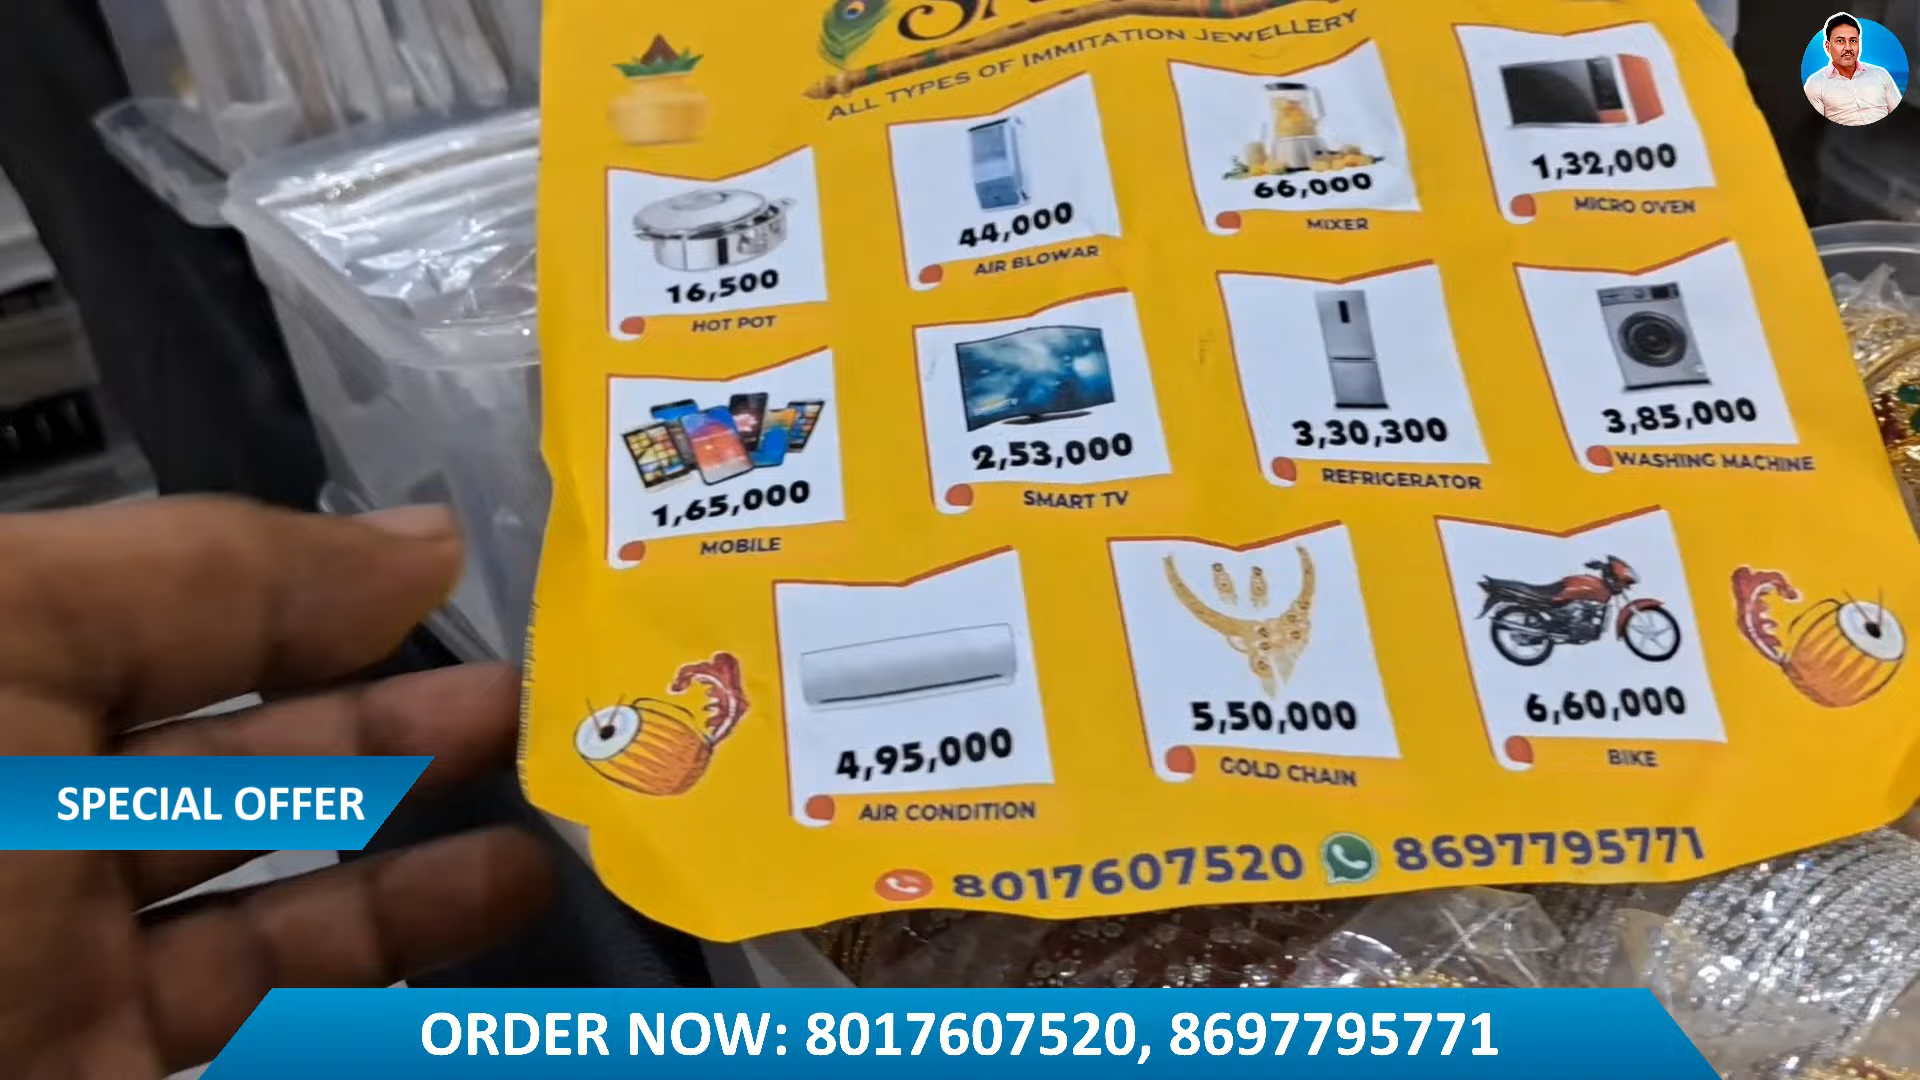 ALL TYPES OF IMMITATION JEWELLERY
16,500
HOT POT
44,000
AIR BLOWAR
66,000
MIXER
1,32,000
MICRO OVEN
1,65,000
MOBILE
2,53,000
SMART TV
3,30,300
REFRIGERATOR
3,85,000
WASHING MACHINE
4,95,000
AIR CONDITION
5,50,000
GOLD CHAIN
6,60,000
BIKE
8017607520 8697795771
SPECIAL OFFER
ORDER NOW: 8017607520, 8697795771